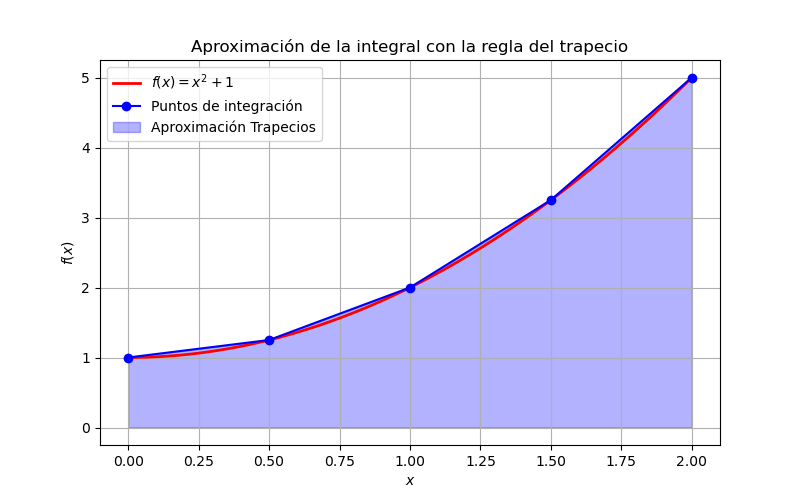 Aproximación de la integral con la regla del trapecio
f(x) = x² + 1
Puntos de integración
Aproximación Trapecios
f(x)
5
4
3
2
1
0
0.00 0.25 0.50 0.75 1.00 1.25 1.50 1.75 2.00
x